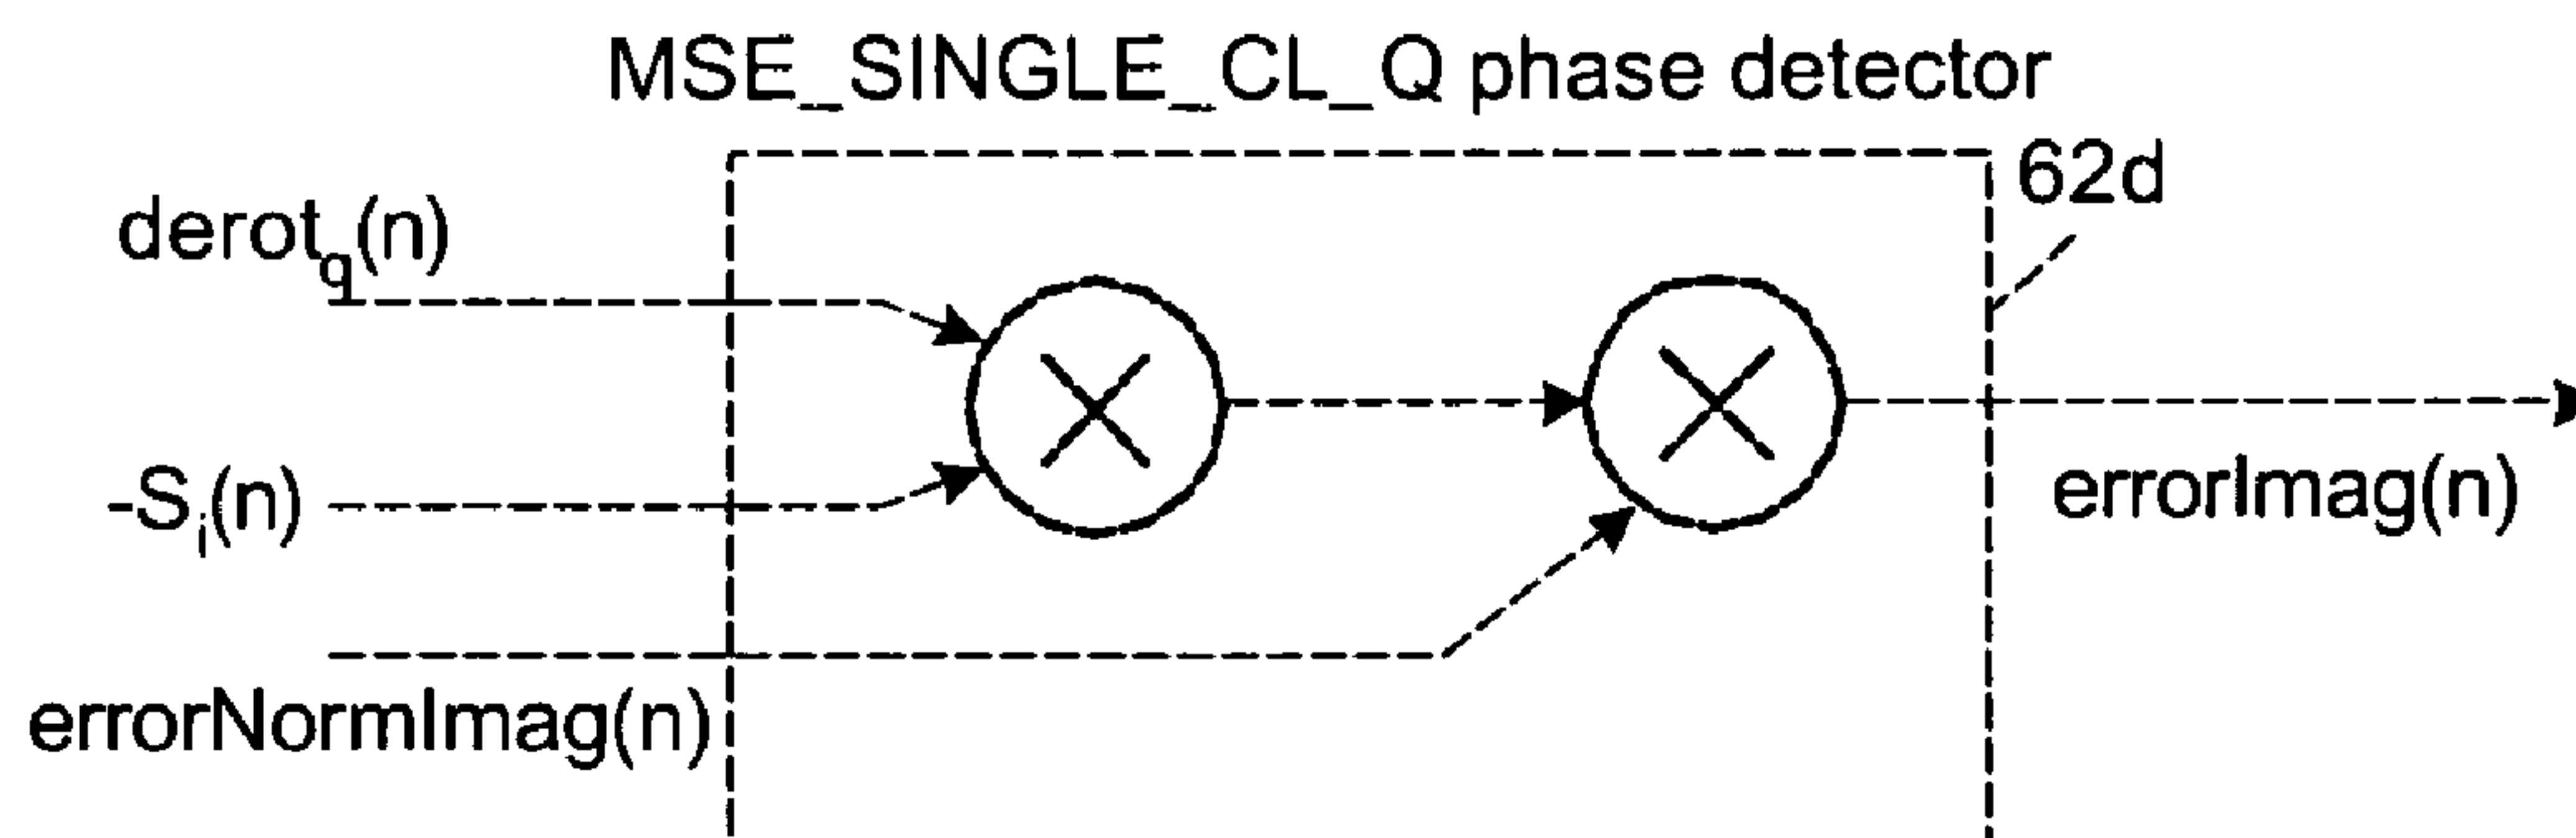 MSE_SINGLE_CL_Q phase detector
62d
derotq(n)
-Si(n)
errorImag(n)
errorNormImag(n)